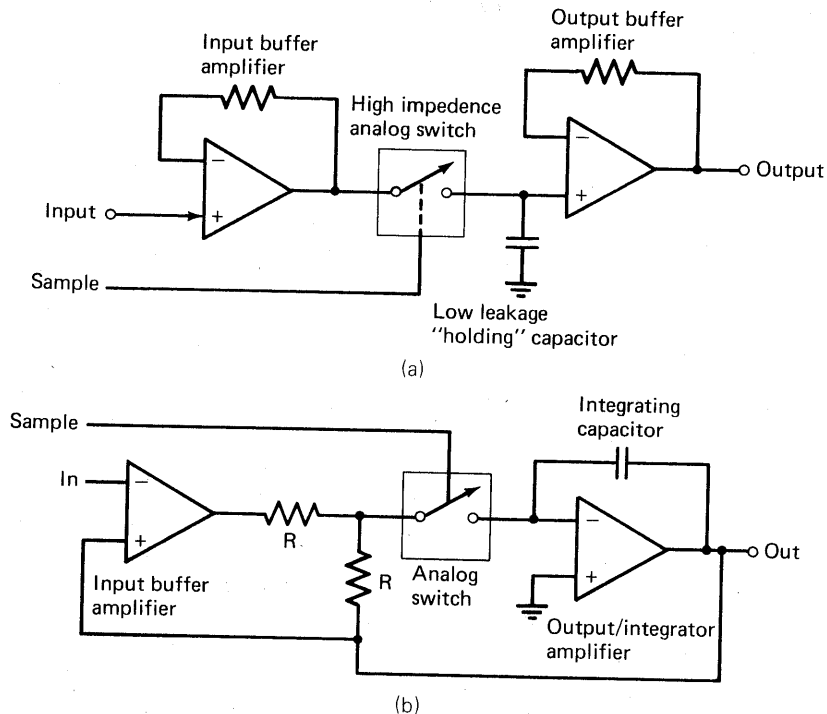 Input buffer
amplifier
Output buffer
amplifier
High impedence
analog switch
−
+
−
+
Input
Output
Sample
Low leakage
"holding" capacitor
(a)
Sample
Integrating
capacitor
In
−
+
R
R
−
+
Out
Input buffer
amplifier
Analog
switch
Output/integrator
amplifier
(b)